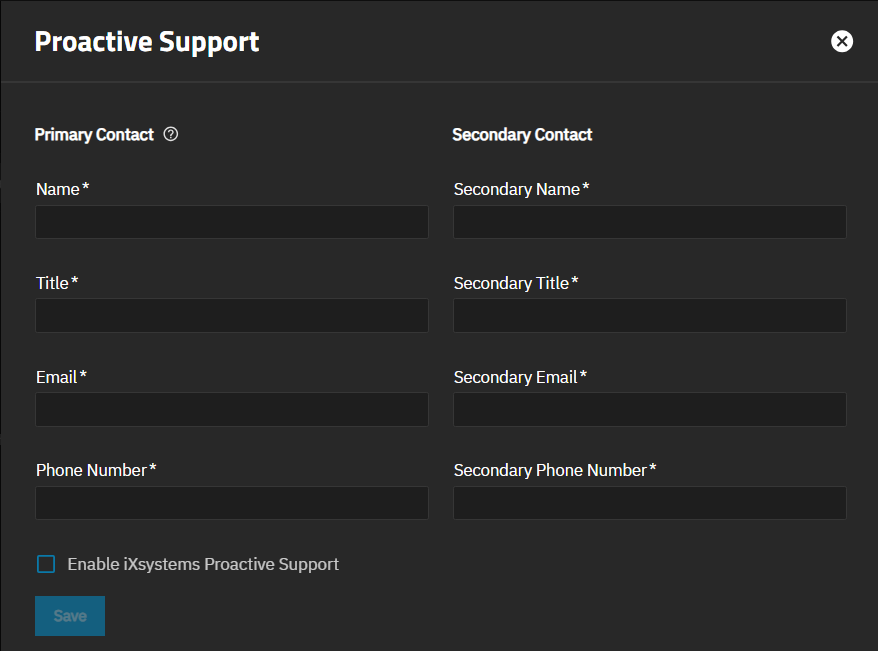 Proactive Support
Primary Contact
Secondary Contact
Name*
Secondary Name*
Title*
Secondary Title*
Email*
Secondary Email*
Phone Number*
Secondary Phone Number*
Enable iXsystems Proactive Support
Save